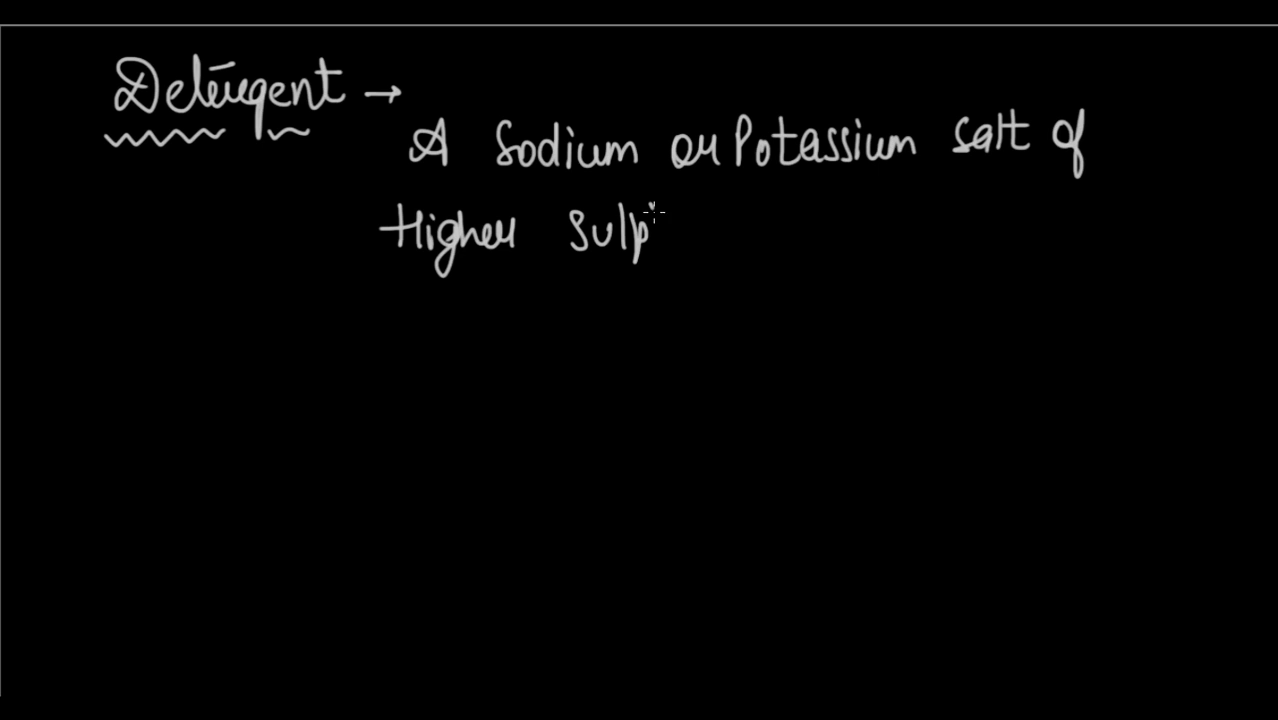 Detergent →
A Sodium or Potassium salt of
Higher Sulp